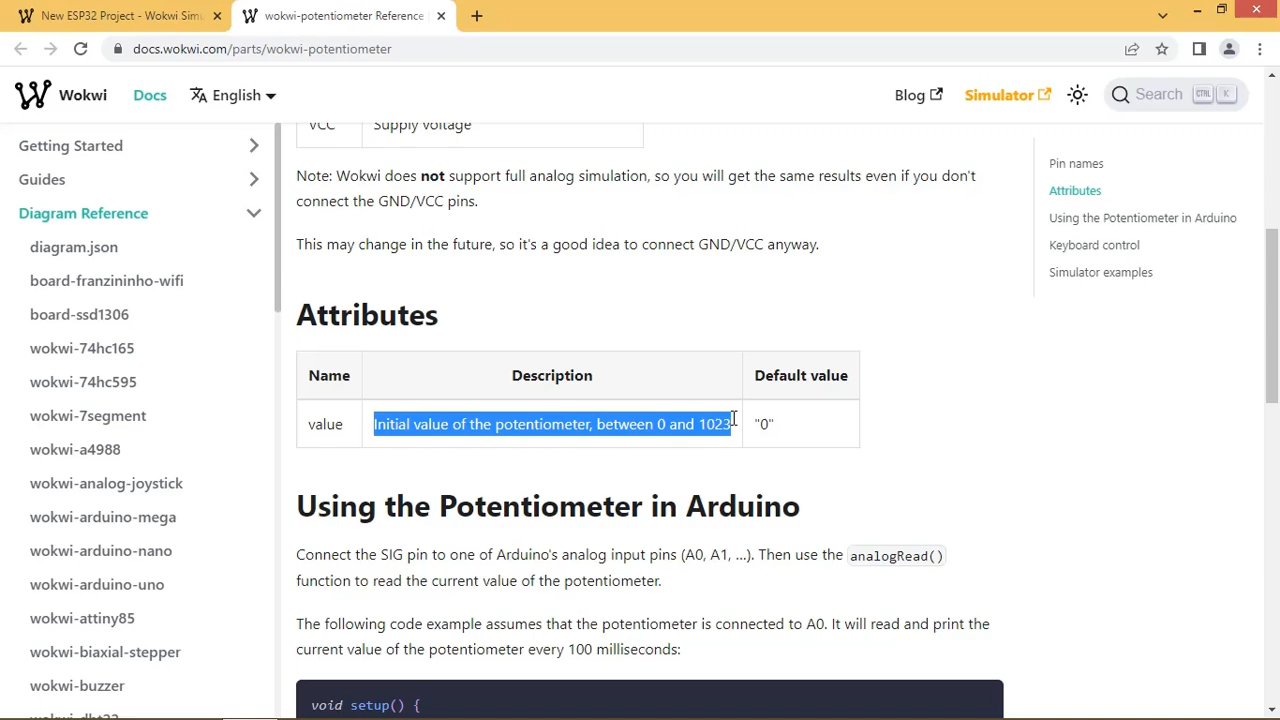 New ESP32 Project - Wokwi Simu
wokwi-potentiometer Reference
docs.wokwi.com/parts/wokwi-potentiometer
Wokwi
Docs
English
Blog
Simulator
Search
CTRL
K
Getting Started
Guides
Diagram Reference
diagram.json
board-franzininho-wifi
board-ssd1306
wokwi-74hc165
wokwi-74hc595
wokwi-7segment
wokwi-a4988
wokwi-analog-joystick
wokwi-arduino-mega
wokwi-arduino-nano
wokwi-arduino-uno
wokwi-attiny85
wokwi-biaxial-stepper
wokwi-buzzer
wokwi-dht22
VCC Supply voltage
Note: Wokwi does not support full analog simulation, so you will get the same results even if you don't
connect the GND/VCC pins.
This may change in the future, so it's a good idea to connect GND/VCC anyway.
Attributes
Name Description Default value
value Initial value of the potentiometer, between 0 and 1023 "0"
Using the Potentiometer in Arduino
Connect the SIG pin to one of Arduino's analog input pins (A0, A1, …). Then use the analogRead()
function to read the current value of the potentiometer.
The following code example assumes that the potentiometer is connected to A0. It will read and print the
current value of the potentiometer every 100 milliseconds:
void setup() {
Pin names
Attributes
Using the Potentiometer in Arduino
Keyboard control
Simulator examples